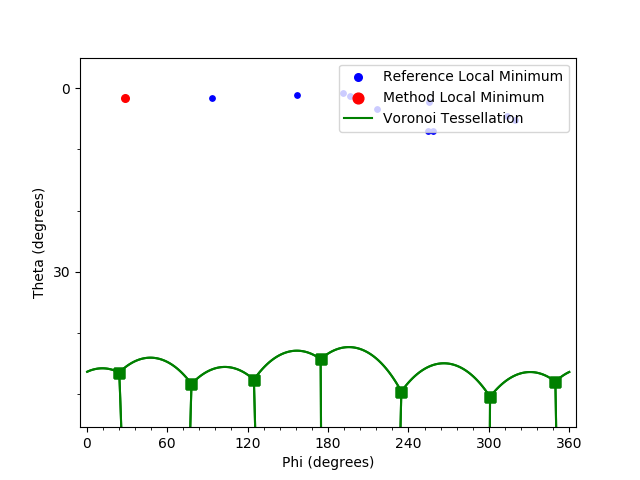 Reference Local Minimum
Method Local Minimum
Voronoi Tessellation
0
30
Theta (degrees)
0 60 120 180 240 300 360
Phi (degrees)